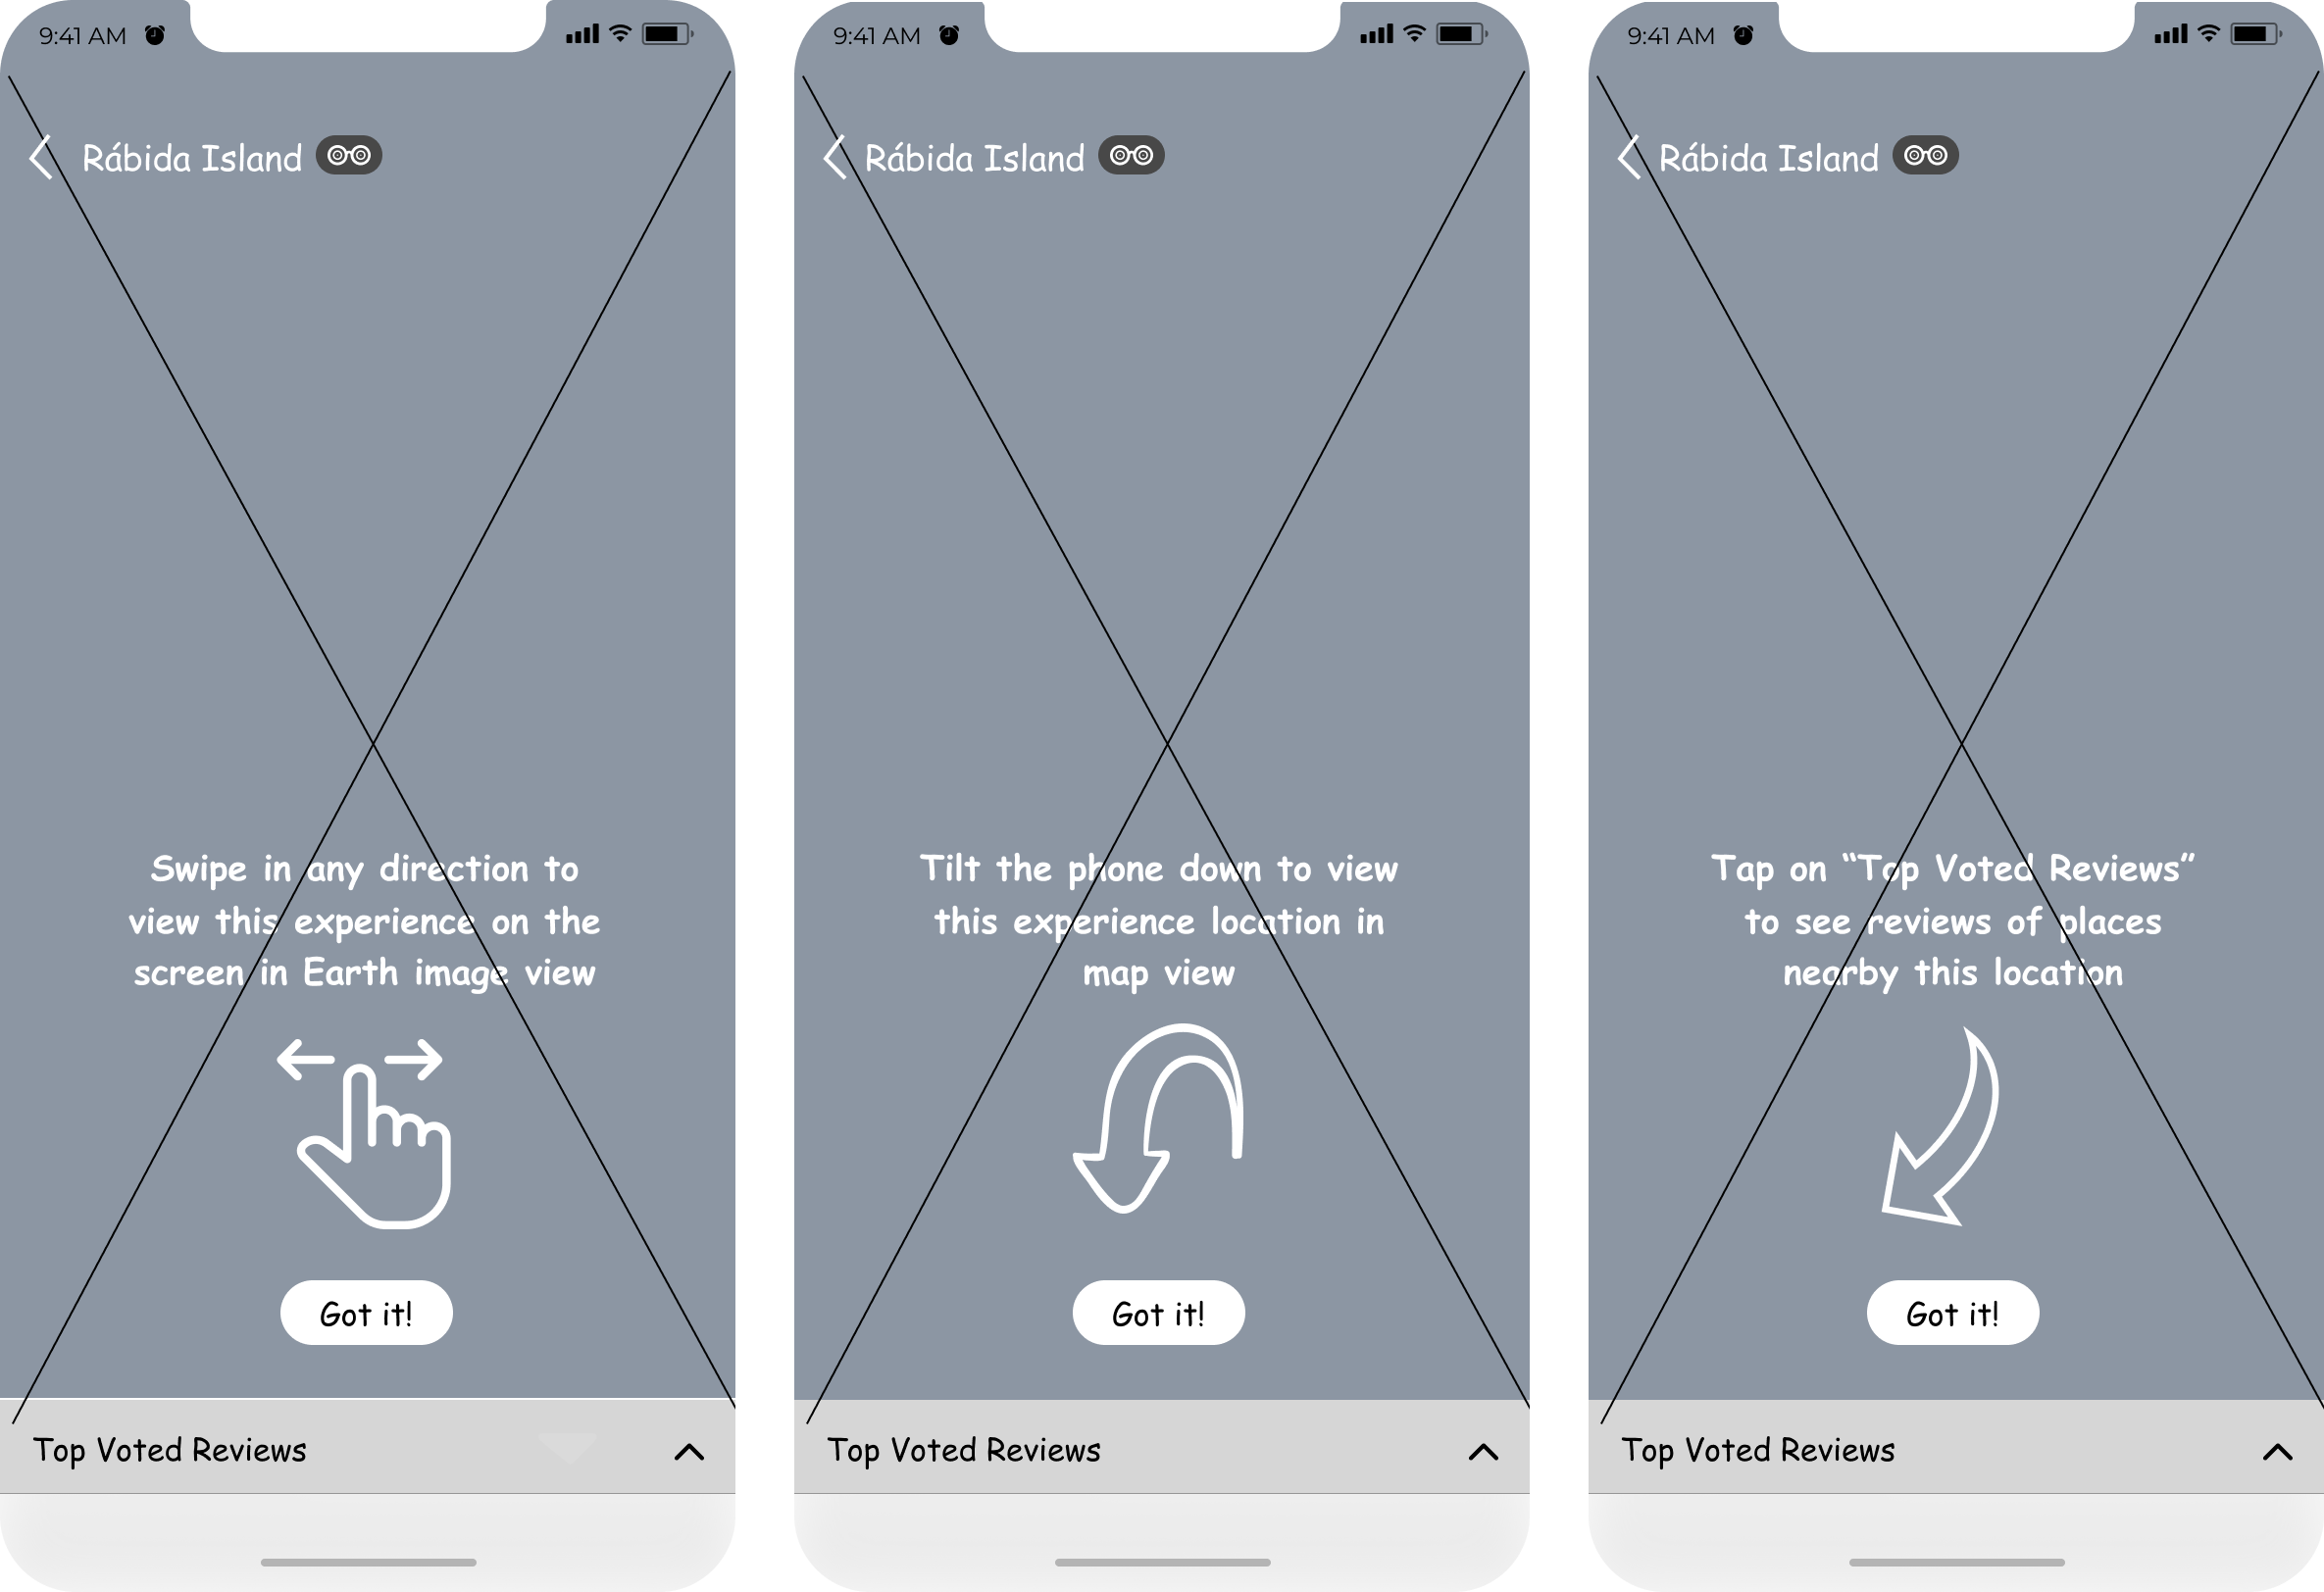 9:41 AM
Rábida Island
Swipe in any direction to
view this experience on the
screen in Earth image view
Got it!
Top Voted Reviews
9:41 AM
Rábida Island
Tilt the phone down to view
this experience location in
map view
Got it!
Top Voted Reviews
9:41 AM
Rábida Island
Tap on “Top Voted Reviews”
to see reviews of places
nearby this location
Got it!
Top Voted Reviews